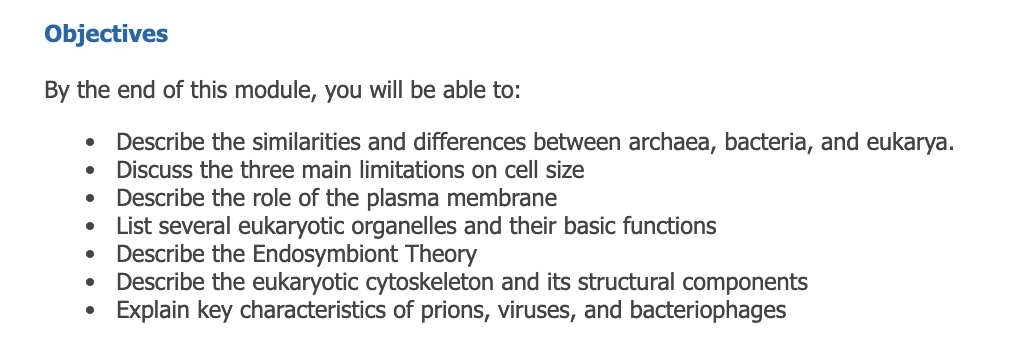 Objectives
By the end of this module, you will be able to:
• Describe the similarities and differences between archaea, bacteria, and eukarya.
• Discuss the three main limitations on cell size
• Describe the role of the plasma membrane
• List several eukaryotic organelles and their basic functions
• Describe the Endosymbiont Theory
• Describe the eukaryotic cytoskeleton and its structural components
• Explain key characteristics of prions, viruses, and bacteriophages